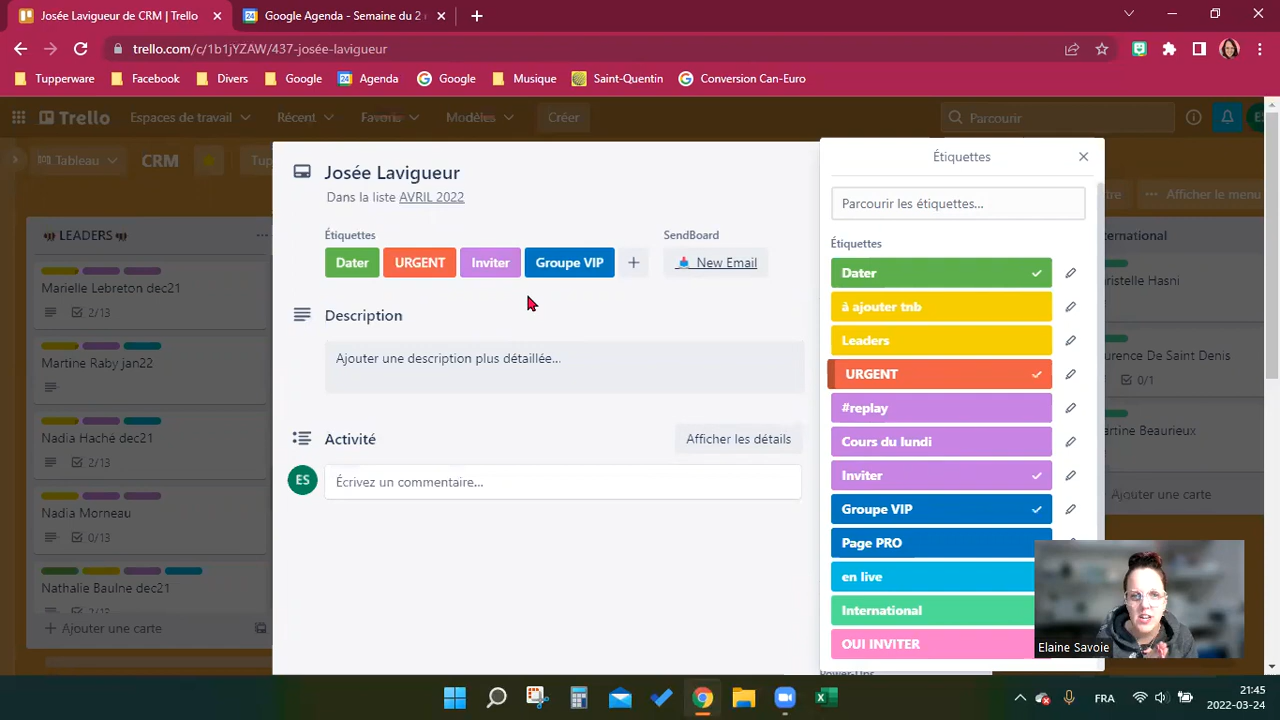 Josée Lavigueur de CRM | Trello
Google Agenda - Semaine du 2
trello.com/c/1b1jYZAW/437-josée-lavigueur
Tupperware
Facebook
Divers
Google
Agenda
Google
Musique
Saint-Quentin
Conversion Can-Euro
Trello
Espaces de travail
Récent
Favoris
Modèles
Créer
Parcourir
ES
Tableau
CRM
Afficher le menu
LEADERS
Marielle Lebreton dec21
2/13
Martine Raby jan22
Nadia Haché dec21
2/13
Nadia Morneau
0/13
Nathalie Baulne dec21
2/13
Ajouter une carte
Josée Lavigueur
Dans la liste AVRIL 2022
Étiquettes
SendBoard
Dater
URGENT
Inviter
Groupe VIP
New Email
Description
Ajouter une description plus détaillée...
Activité
Afficher les détails
ES
Écrivez un commentaire...
Étiquettes
Parcourir les étiquettes...
Étiquettes
Dater
à ajouter tnb
Leaders
URGENT
#replay
Cours du lundi
Inviter
Groupe VIP
Page PRO
en live
International
OUI INVITER
Power-Ups
0/1
Martine Beaurieux
Ajouter une carte
Elaine Savoie
FRA
21:45
2022-03-24